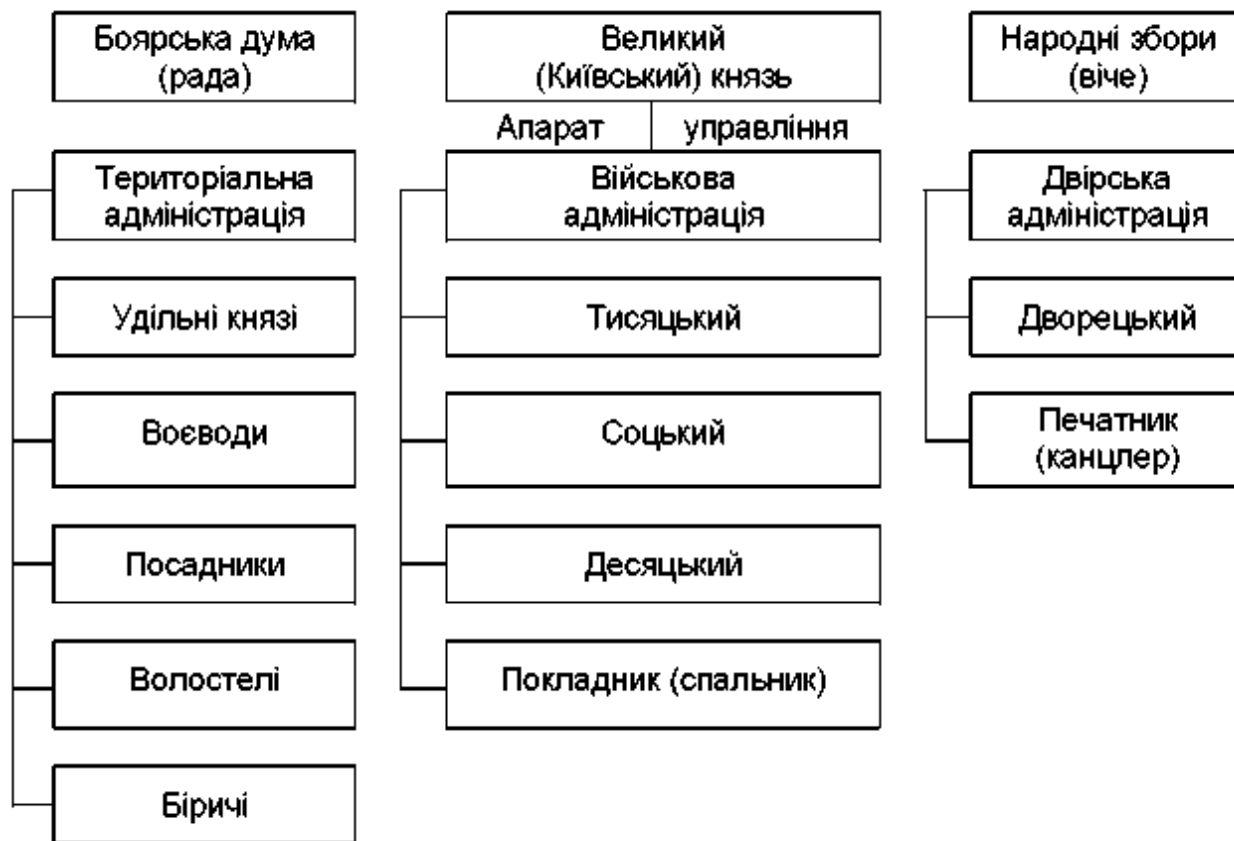 Боярська дума
(рада)
Великий
(Київський) князь
Народні збори
(віче)
Апарат управління
Територіальна
адміністрація
Військова
адміністрація
Двірська
адміністрація
Удільні князі
Тисяцький
Дворецький
Воєводи
Соцький
Печатник
(канцлер)
Посадники
Десяцький
Волостелі
Покладник (спальник)
Біричі